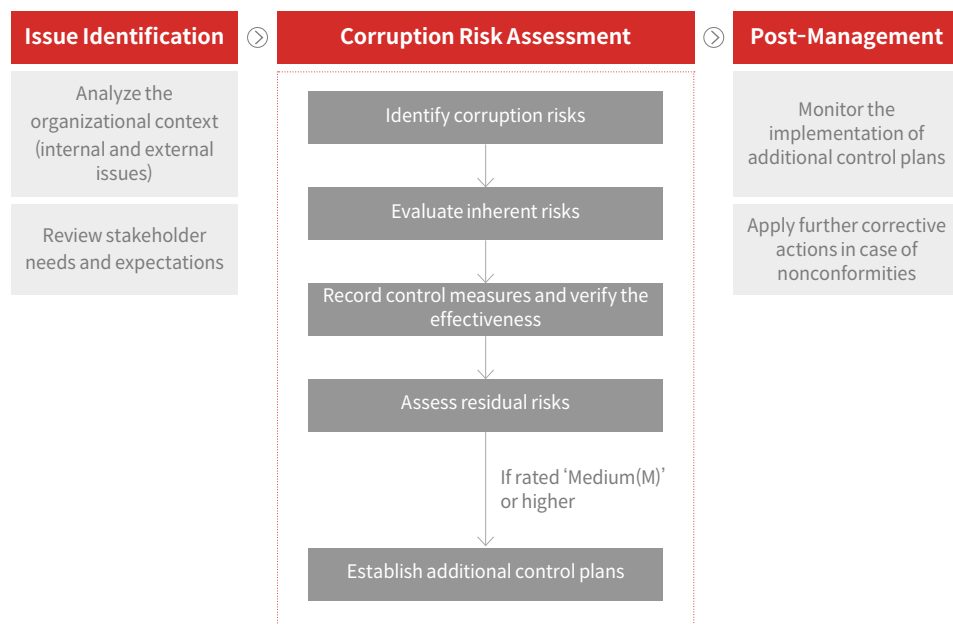 Issue Identification
Analyze the
organizational context
(internal and external
issues)
Review stakeholder
needs and expectations
Corruption Risk Assessment
Identify corruption risks
Evaluate inherent risks
Record control measures and verify the
effectiveness
Assess residual risks
If rated ‘Medium(M)’
or higher
Establish additional control plans
Post-Management
Monitor the
implementation of
additional control plans
Apply further corrective
actions in case of
nonconformities